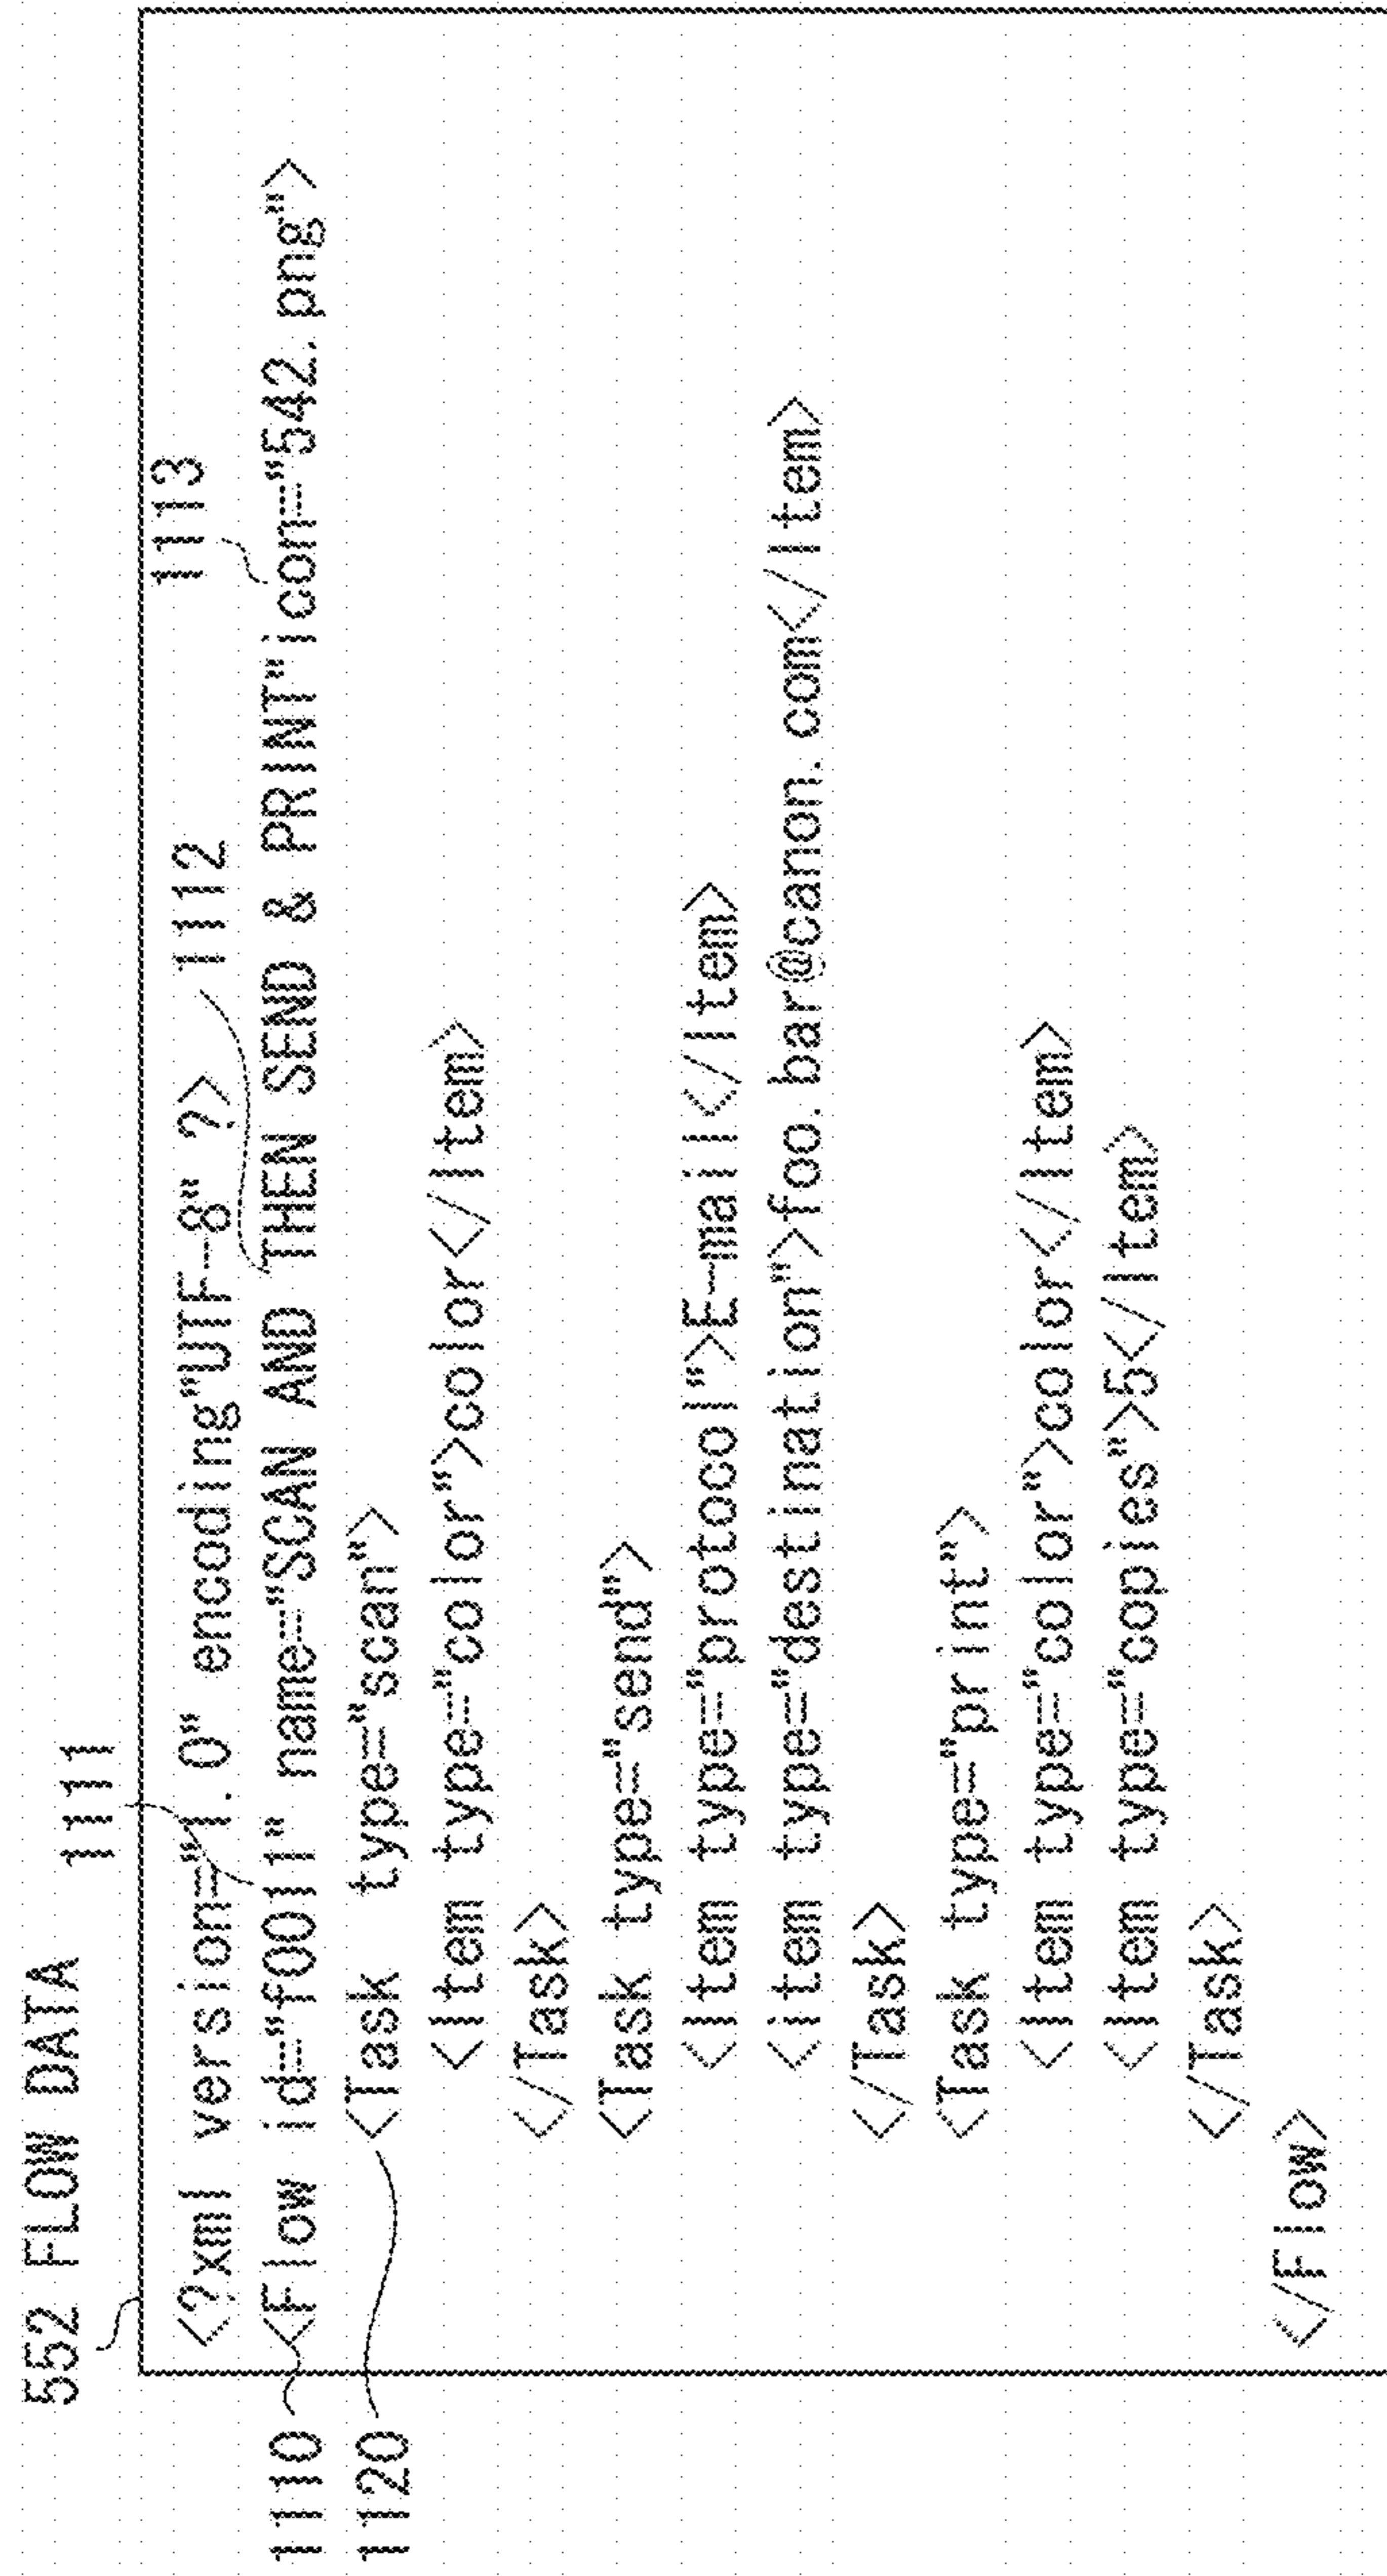 552 FLOW DATA
1111
1112
1113
<?xml version="1.0" encoding"UTF-8" ?>
1110
<Flow id="f001" name="SCAN AND THEN SEND & PRINT"icon="542.png">
1120
<Task type="scan">
<Item type="color">color</Item>
</Task>
<Task type="send">
<Item type="protocol">E-mail</Item>
<item type="destination">foo.bar@canon.com</Item>
</Task>
<Task type="print">
<Item type="color">color</Item>
<Item type="copies">5</Item>
</Task>
</Flow>